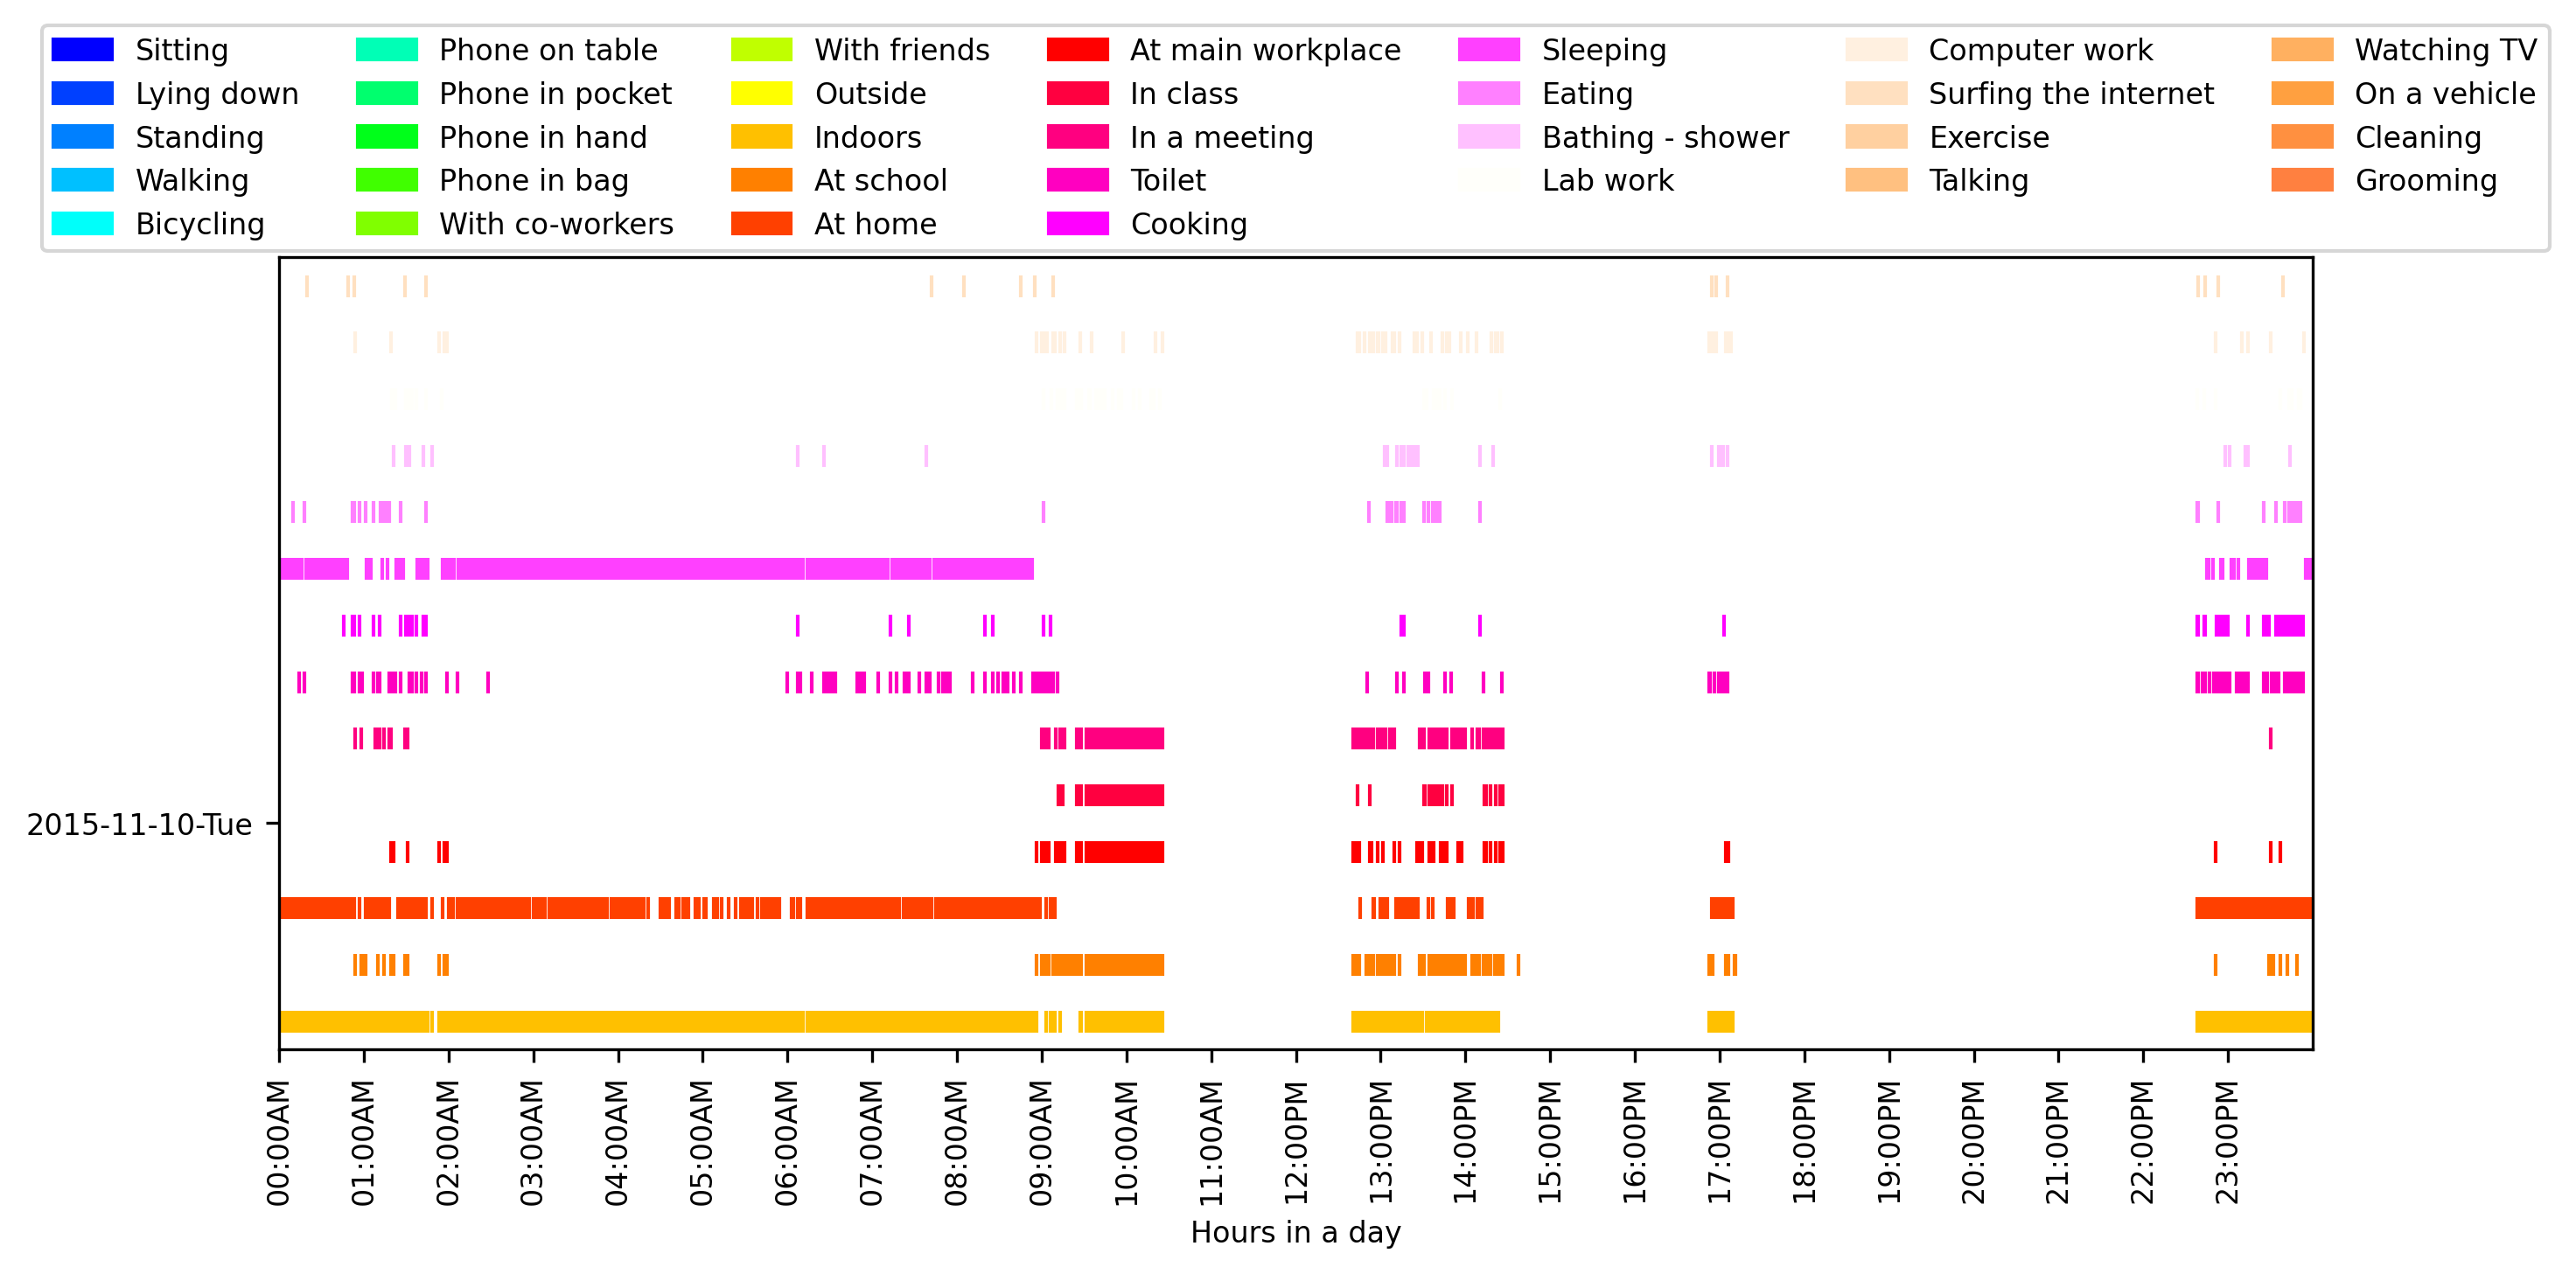 Sitting
Lying down
Standing
Walking
Bicycling
Phone on table
Phone in pocket
Phone in hand
Phone in bag
With co-workers
With friends
Outside
Indoors
At school
At home
At main workplace
In class
In a meeting
Toilet
Cooking
Sleeping
Eating
Bathing - shower
Lab work
Computer work
Surfing the internet
Exercise
Talking
Watching TV
On a vehicle
Cleaning
Grooming
2015-11-10-Tue
00:00AM
01:00AM
02:00AM
03:00AM
04:00AM
05:00AM
06:00AM
07:00AM
08:00AM
09:00AM
10:00AM
11:00AM
12:00PM
13:00PM
14:00PM
15:00PM
16:00PM
17:00PM
18:00PM
19:00PM
20:00PM
21:00PM
22:00PM
23:00PM
Hours in a day